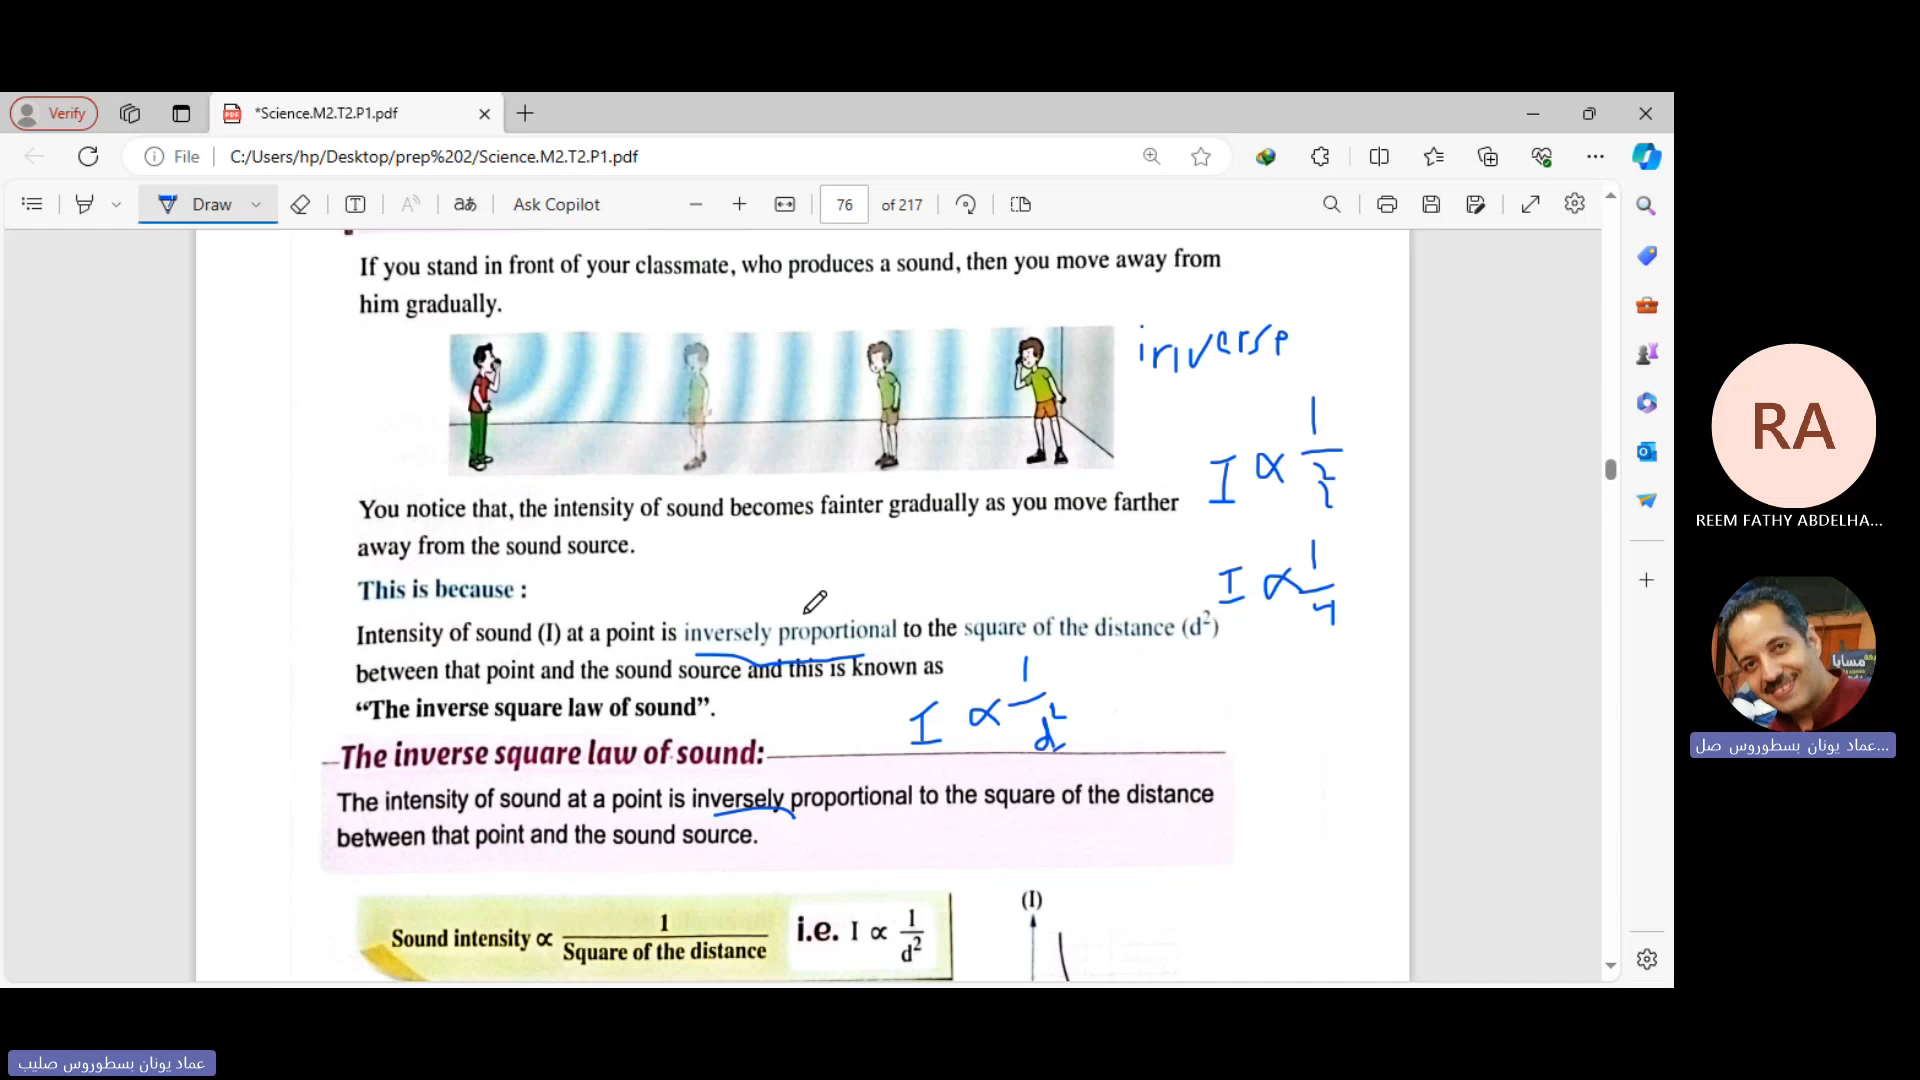 Verify
*Science.M2.T2.P1.pdf
File
C:/Users/hp/Desktop/prep%202/Science.M2.T2.P1.pdf
Draw
T
aあ
Ask Copilot
76 of 217
If you stand in front of your classmate, who produces a sound, then you move away from
him gradually.
inverse
I ∝ 1/2²
You notice that, the intensity of sound becomes fainter gradually as you move farther
away from the sound source.
I ∝ 1/4
This is because :
Intensity of sound (I) at a point is inversely proportional to the square of the distance (d²)
between that point and the sound source and this is known as
“The inverse square law of sound”.
I ∝ 1/d²
The inverse square law of sound:
The intensity of sound at a point is inversely proportional to the square of the distance
between that point and the sound source.
Sound intensity ∝ 1/Square of the distance i.e. I ∝ 1/d²
(I)
RA
REEM FATHY ABDELHA...
مسابا
عماد يونان بسطوروس صل...
عماد يونان بسطوروس صليب